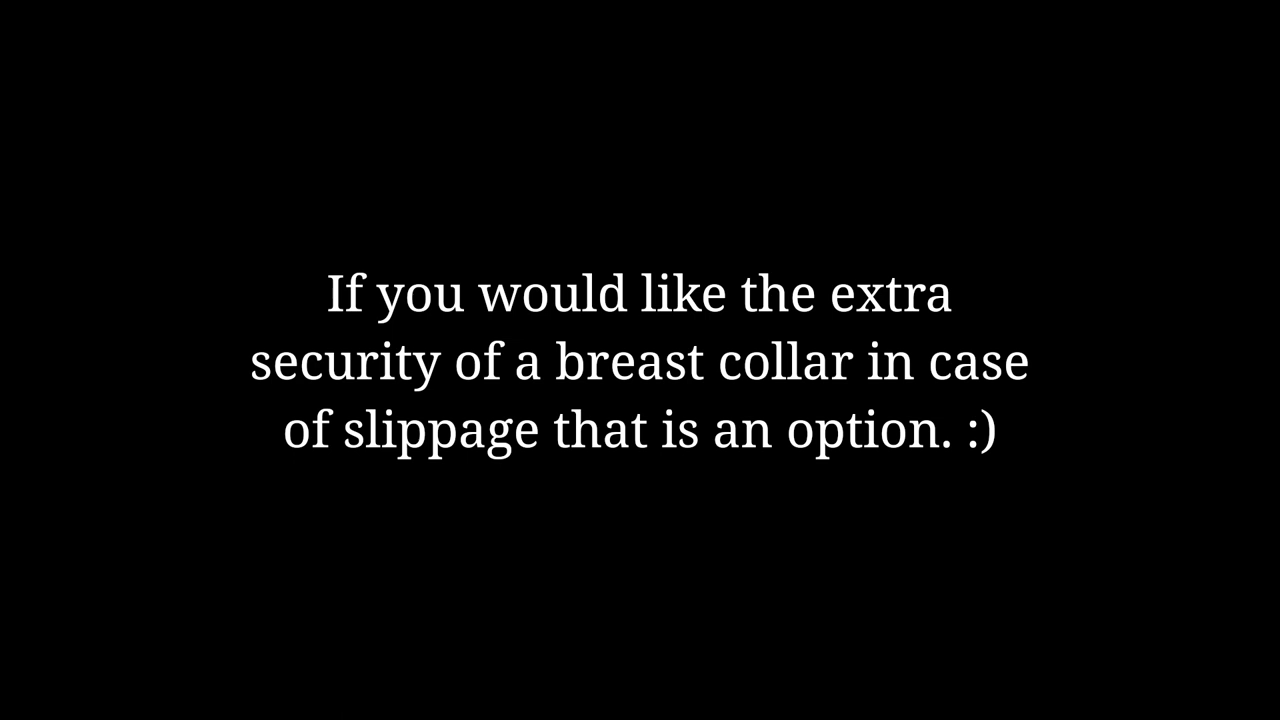 If you would like the extra
security of a breast collar in case
of slippage that is an option. :)